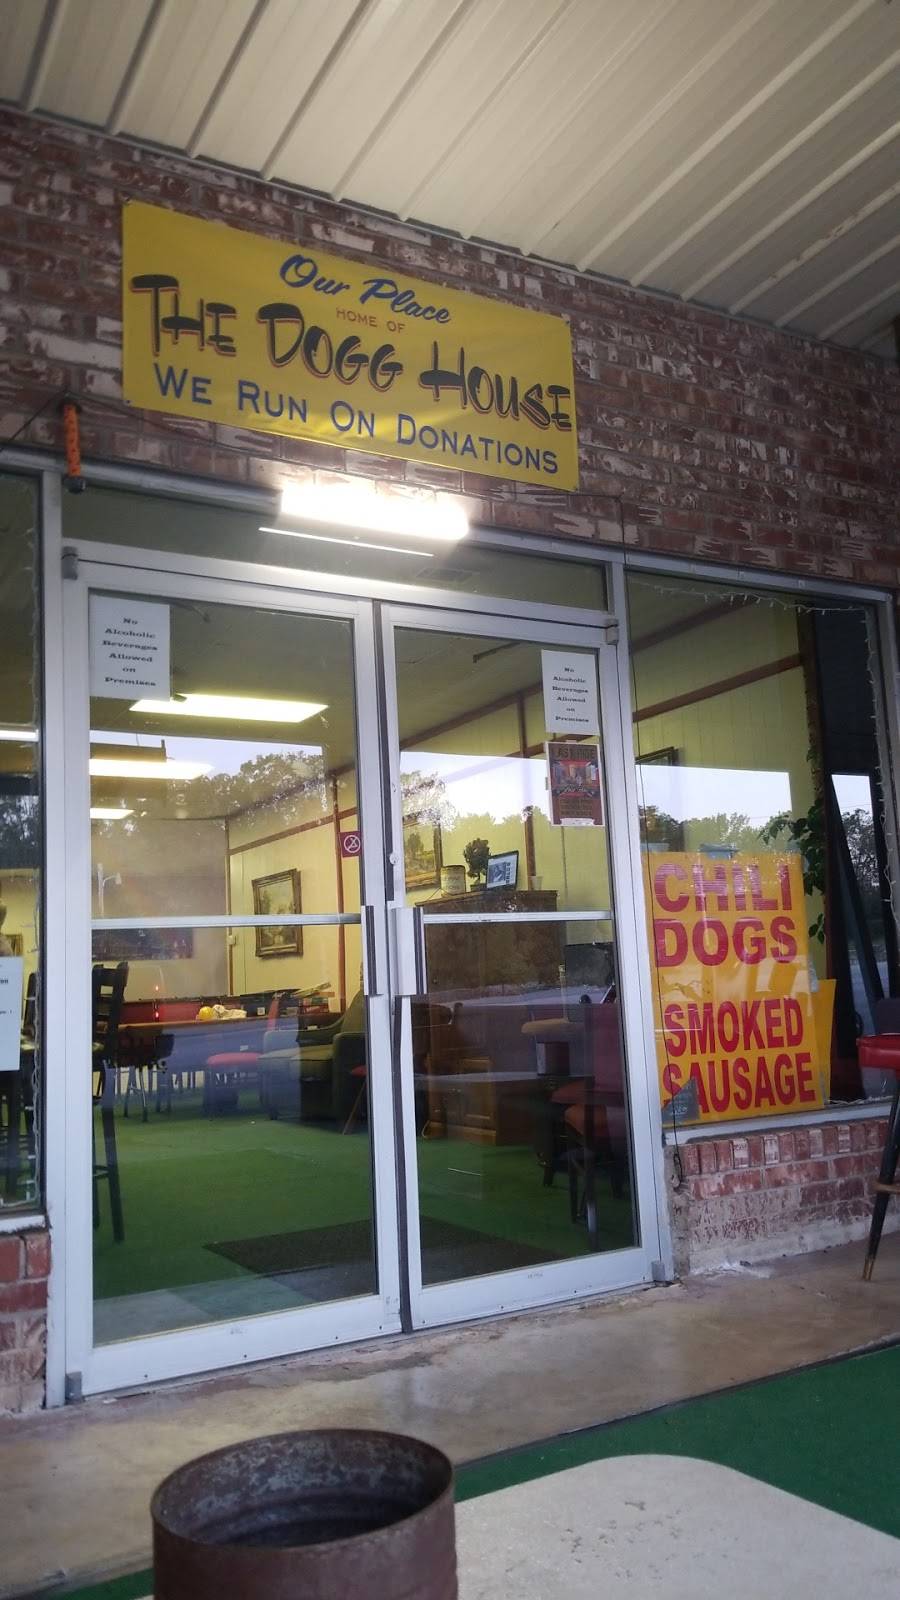 Our Place
HOME OF
THE DOGG HOUSE
WE RUN ON DONATIONS
No
Alcoholic
Beverages
Allowed
on
Premises
No
Alcoholic
Beverages
Allowed
on
Premises
CHILI
DOGS
SMOKED
SAUSAGE